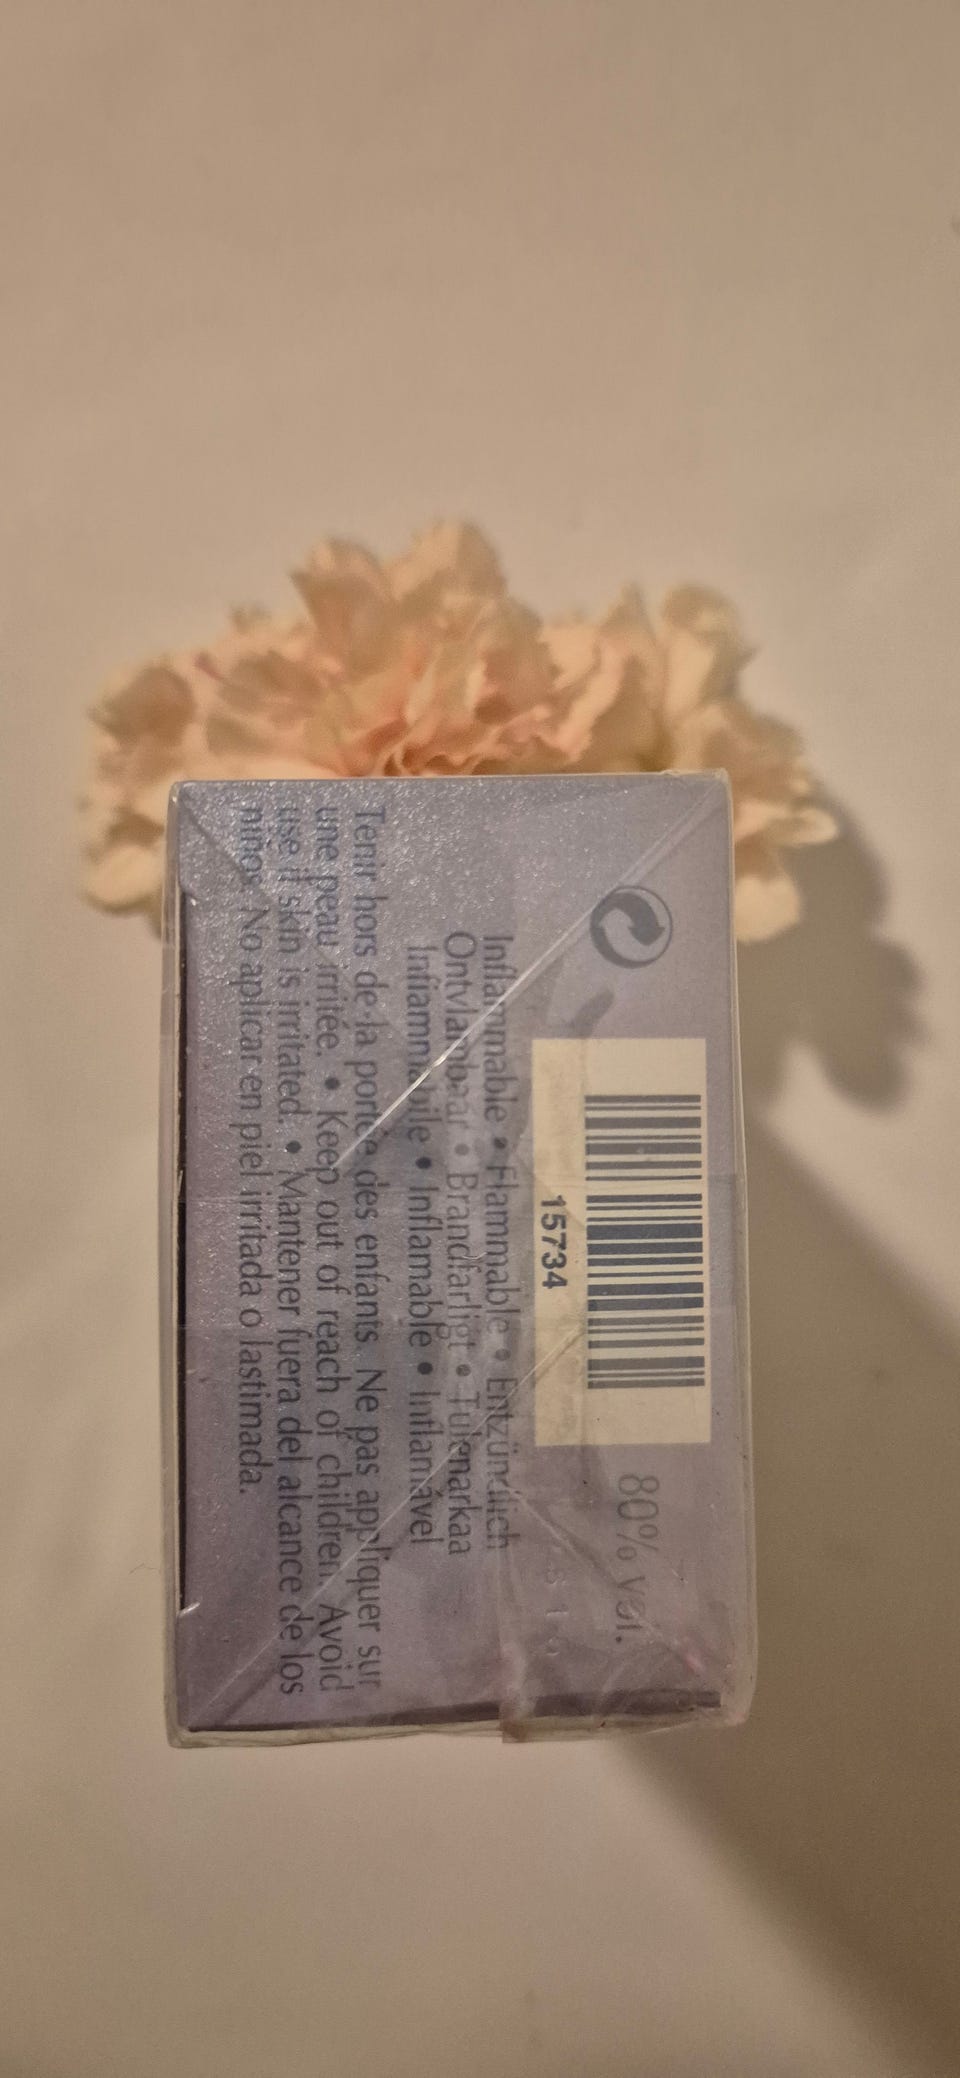 80% vol.
15734
Inflammable • Flammable • Entzündlich
Ontvlambaar • Brandfarligt • Tulenarkaa
Infiammabile • Inflamable • Inflamável
Tenir hors de la portée des enfants. Ne pas appliquer sur
une peau irritée. • Keep out of reach of children. Avoid
use if skin is irritated. • Mantener fuera del alcance de los
niños. No aplicar en piel irritada o lastimada.